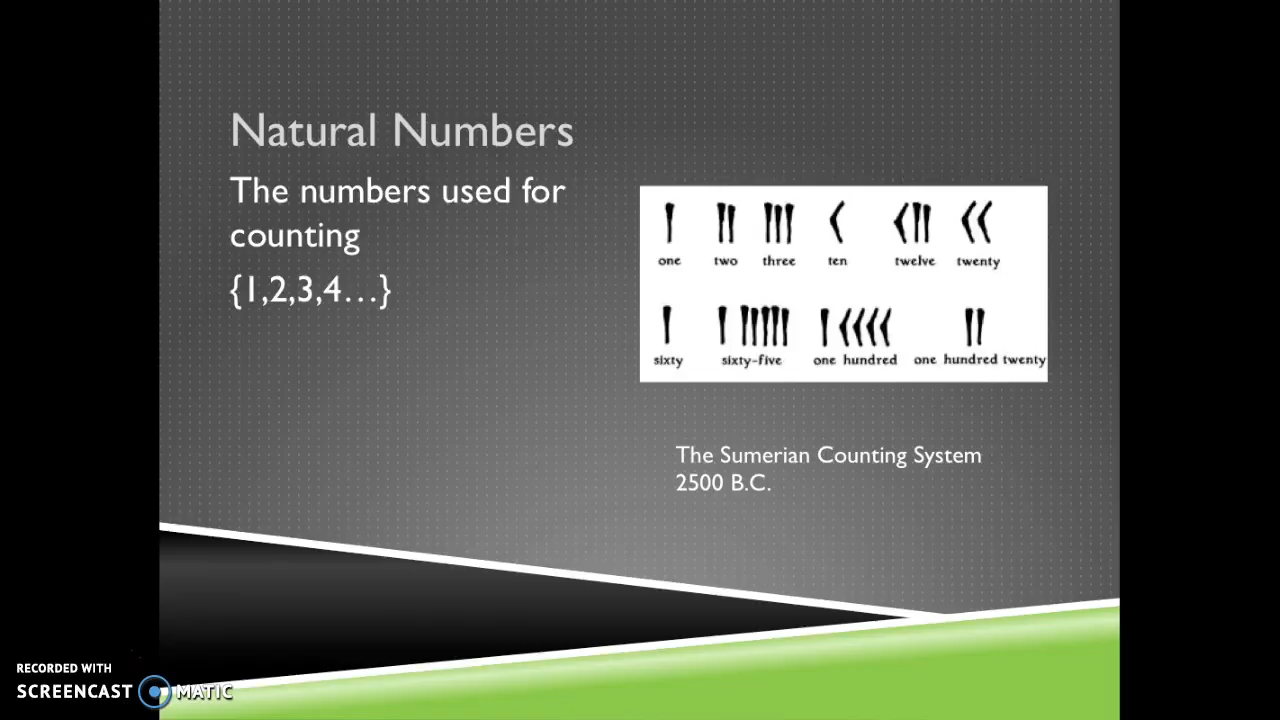 Natural Numbers
The numbers used for
counting
{1,2,3,4…}
one two three ten twelve twenty
sixty sixty-five one hundred one hundred twenty
The Sumerian Counting System
2500 B.C.
RECORDED WITH
SCREENCAST MATIC